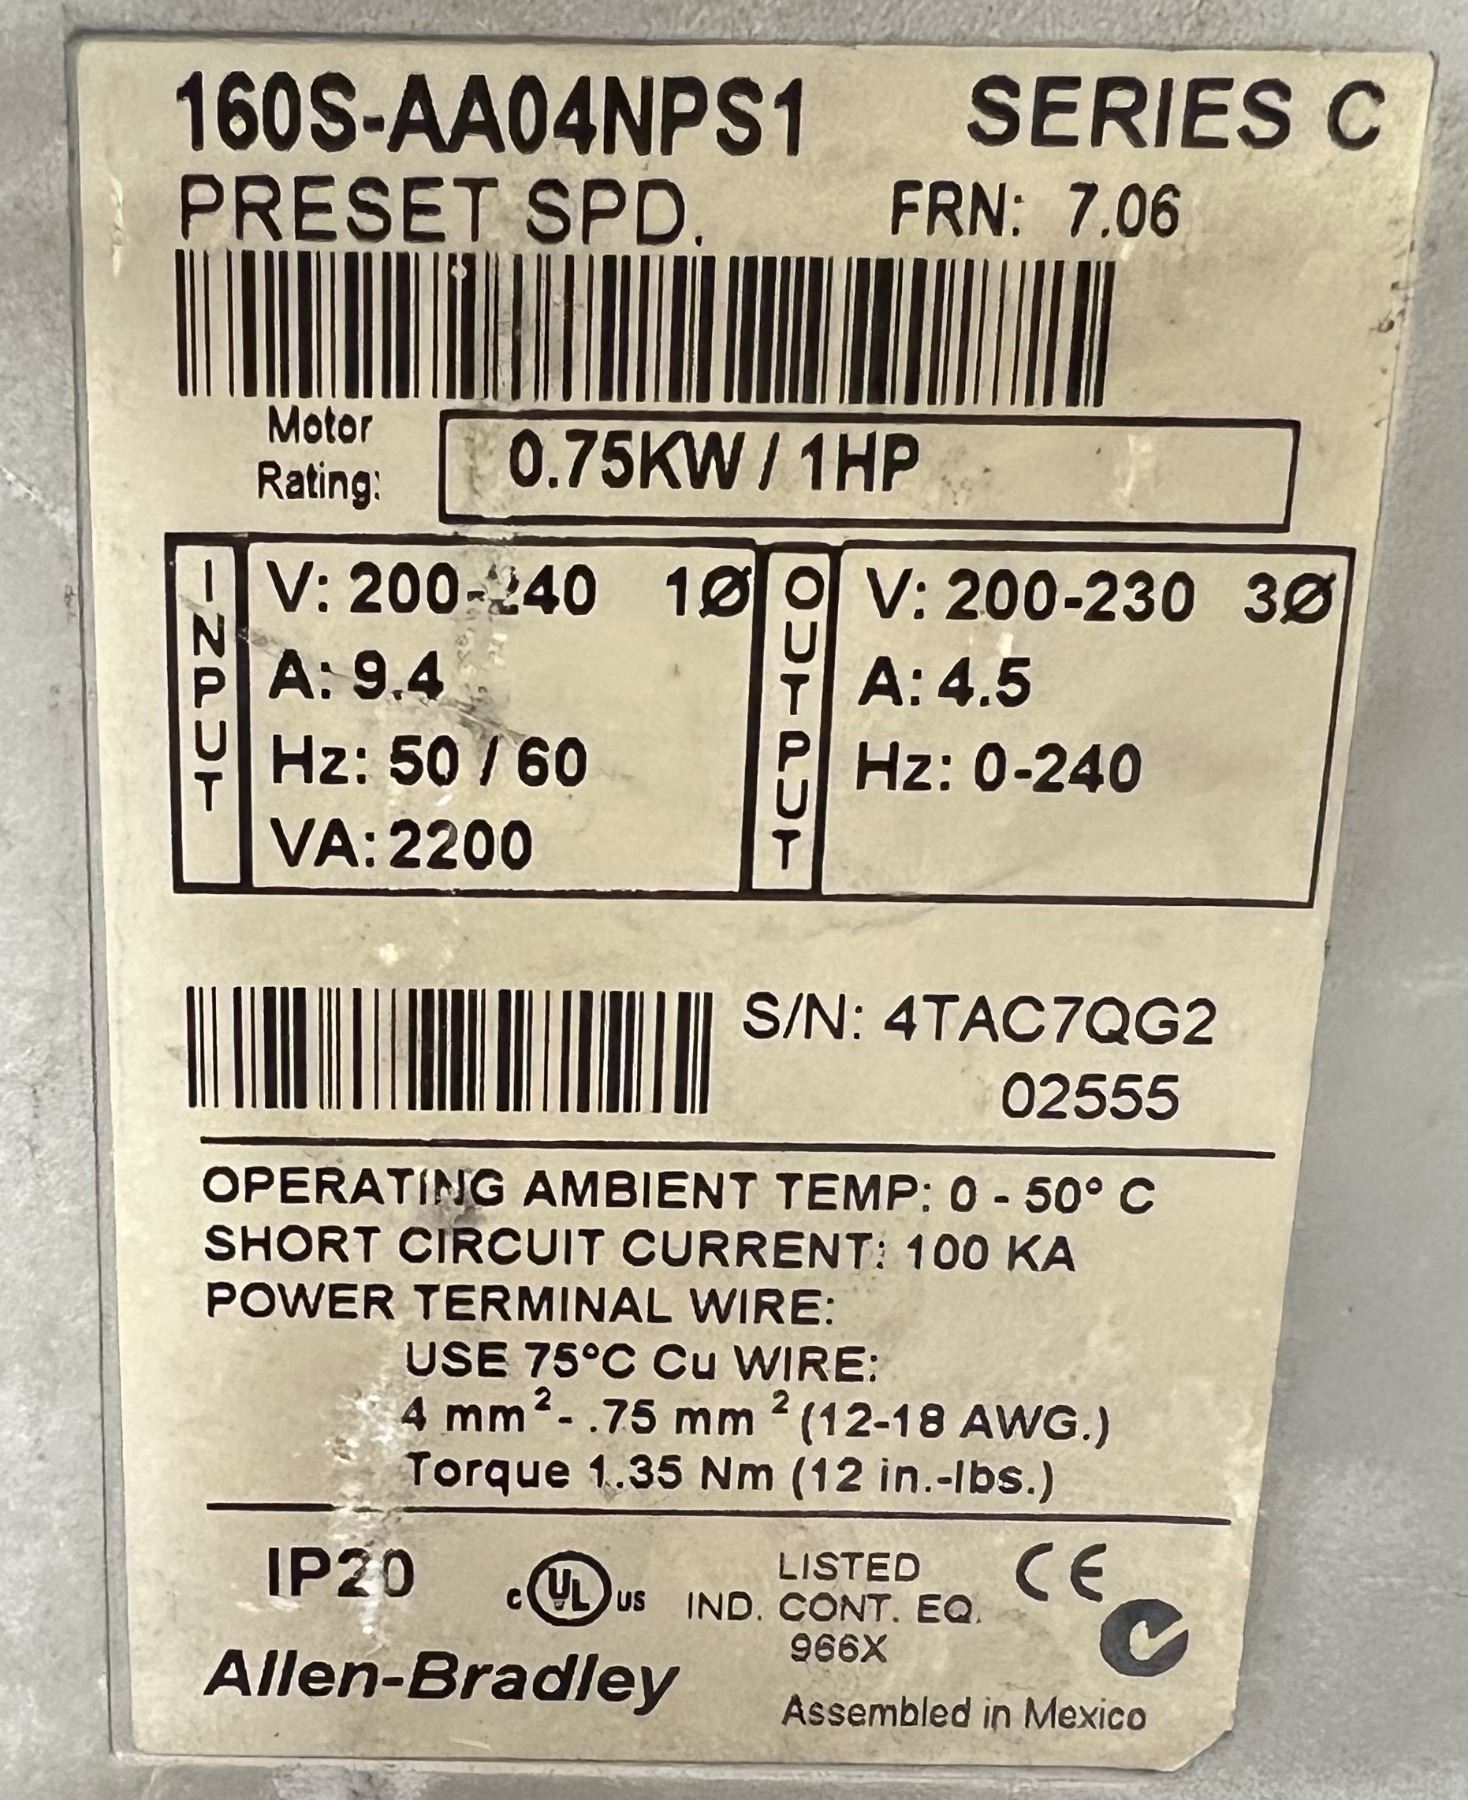 160S-AA04NPS1 SERIES C
PRESET SPD. FRN: 7.06
Motor
Rating:
0.75KW / 1HP
INPUT
V: 200-240 1Ø
A: 9.4
Hz: 50 / 60
VA: 2200
OUTPUT
V: 200-230 3Ø
A: 4.5
Hz: 0-240
S/N: 4TAC7QG2
02555
OPERATING AMBIENT TEMP: 0 - 50° C
SHORT CIRCUIT CURRENT: 100 KA
POWER TERMINAL WIRE:
USE 75°C Cu WIRE:
4 mm² - .75 mm² (12-18 AWG.)
Torque 1.35 Nm (12 in.-lbs.)
IP20
c UL us
LISTED
IND. CONT. EQ.
966X
CE
Allen-Bradley
Assembled in Mexico